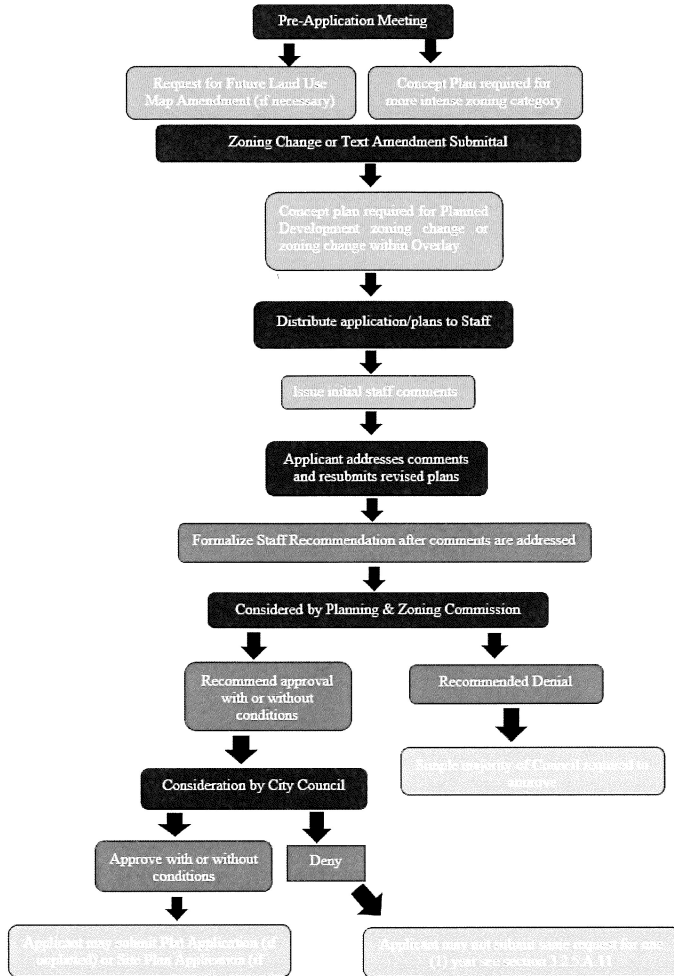 Pre-Application Meeting
Request for Future Land Use
Map Amendment (if necessary)
Concept Plan required for
more intense zoning category
Zoning Change or Text Amendment Submittal
Concept plan required for Planned
Development zoning change or
zoning change within Overlay
Distribute application/plans to Staff
Issue initial staff comments
Applicant addresses comments
and resubmits revised plans
Formalize Staff Recommendation after comments are addressed
Considered by Planning & Zoning Commission
Recommend approval
with or without
conditions
Recommended Denial
Simple majority of Council required to
approve
Consideration by City Council
Approve with or without
conditions
Deny
Applicant may submit Plat Application (if
unplatted) or Site Plan Application (if
Applicant may not submit same request for one
(1) year see section 3.2.5.A.11